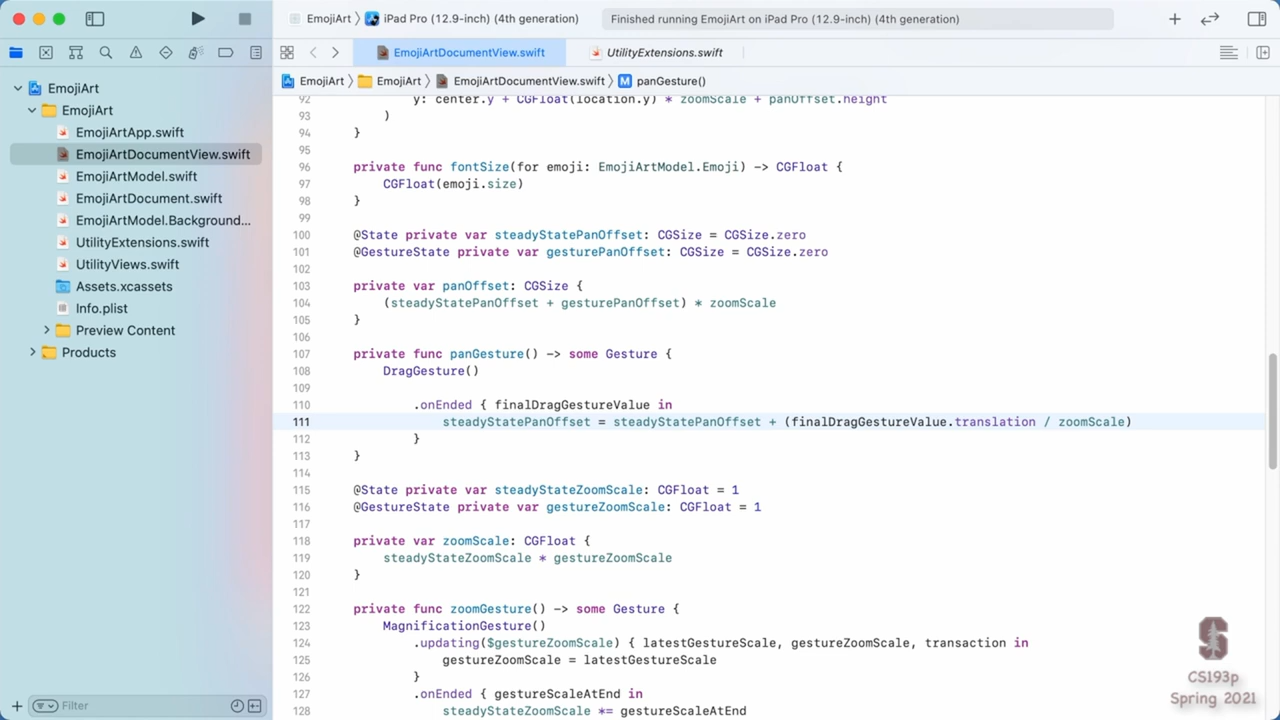 EmojiArt
iPad Pro (12.9-inch) (4th generation)
Finished running EmojiArt on iPad Pro (12.9-inch) (4th generation)
EmojiArtDocumentView.swift
UtilityExtensions.swift
EmojiArt
EmojiArt
EmojiArtDocumentView.swift
M
panGesture()
EmojiArt
EmojiArt
EmojiArtApp.swift
EmojiArtDocumentView.swift
EmojiArtModel.swift
EmojiArtDocument.swift
EmojiArtModel.Background...
UtilityExtensions.swift
UtilityViews.swift
Assets.xcassets
Info.plist
Preview Content
Products
Filter
92 y: center.y + CGFloat(location.y) * zoomScale + panOffset.height
93 )
94 }
95
96 private func fontSize(for emoji: EmojiArtModel.Emoji) -> CGFloat {
97 CGFloat(emoji.size)
98 }
99
100 @State private var steadyStatePanOffset: CGSize = CGSize.zero
101 @GestureState private var gesturePanOffset: CGSize = CGSize.zero
102
103 private var panOffset: CGSize {
104 (steadyStatePanOffset + gesturePanOffset) * zoomScale
105 }
106
107 private func panGesture() -> some Gesture {
108 DragGesture()
109
110 .onEnded { finalDragGestureValue in
111 steadyStatePanOffset = steadyStatePanOffset + (finalDragGestureValue.translation / zoomScale)
112 }
113 }
114
115 @State private var steadyStateZoomScale: CGFloat = 1
116 @GestureState private var gestureZoomScale: CGFloat = 1
117
118 private var zoomScale: CGFloat {
119 steadyStateZoomScale * gestureZoomScale
120 }
121
122 private func zoomGesture() -> some Gesture {
123 MagnificationGesture()
124 .updating($gestureZoomScale) { latestGestureScale, gestureZoomScale, transaction in
125 gestureZoomScale = latestGestureScale
126 }
127 .onEnded { gestureScaleAtEnd in
128 steadyStateZoomScale *= gestureScaleAtEnd
CS193p
Spring 2021